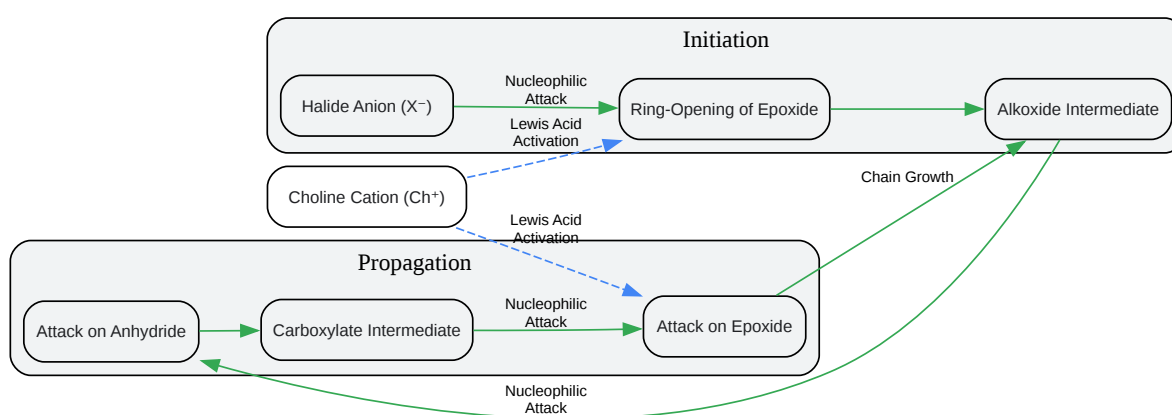 Initiation
Halide Anion (X⁻)
Nucleophilic
Attack
Ring-Opening of Epoxide
Alkoxide Intermediate
Lewis Acid
Activation
Choline Cation (Ch⁺)
Chain Growth
Lewis Acid
Activation
Propagation
Attack on Anhydride
Carboxylate Intermediate
Nucleophilic
Attack
Attack on Epoxide
Nucleophilic
Attack